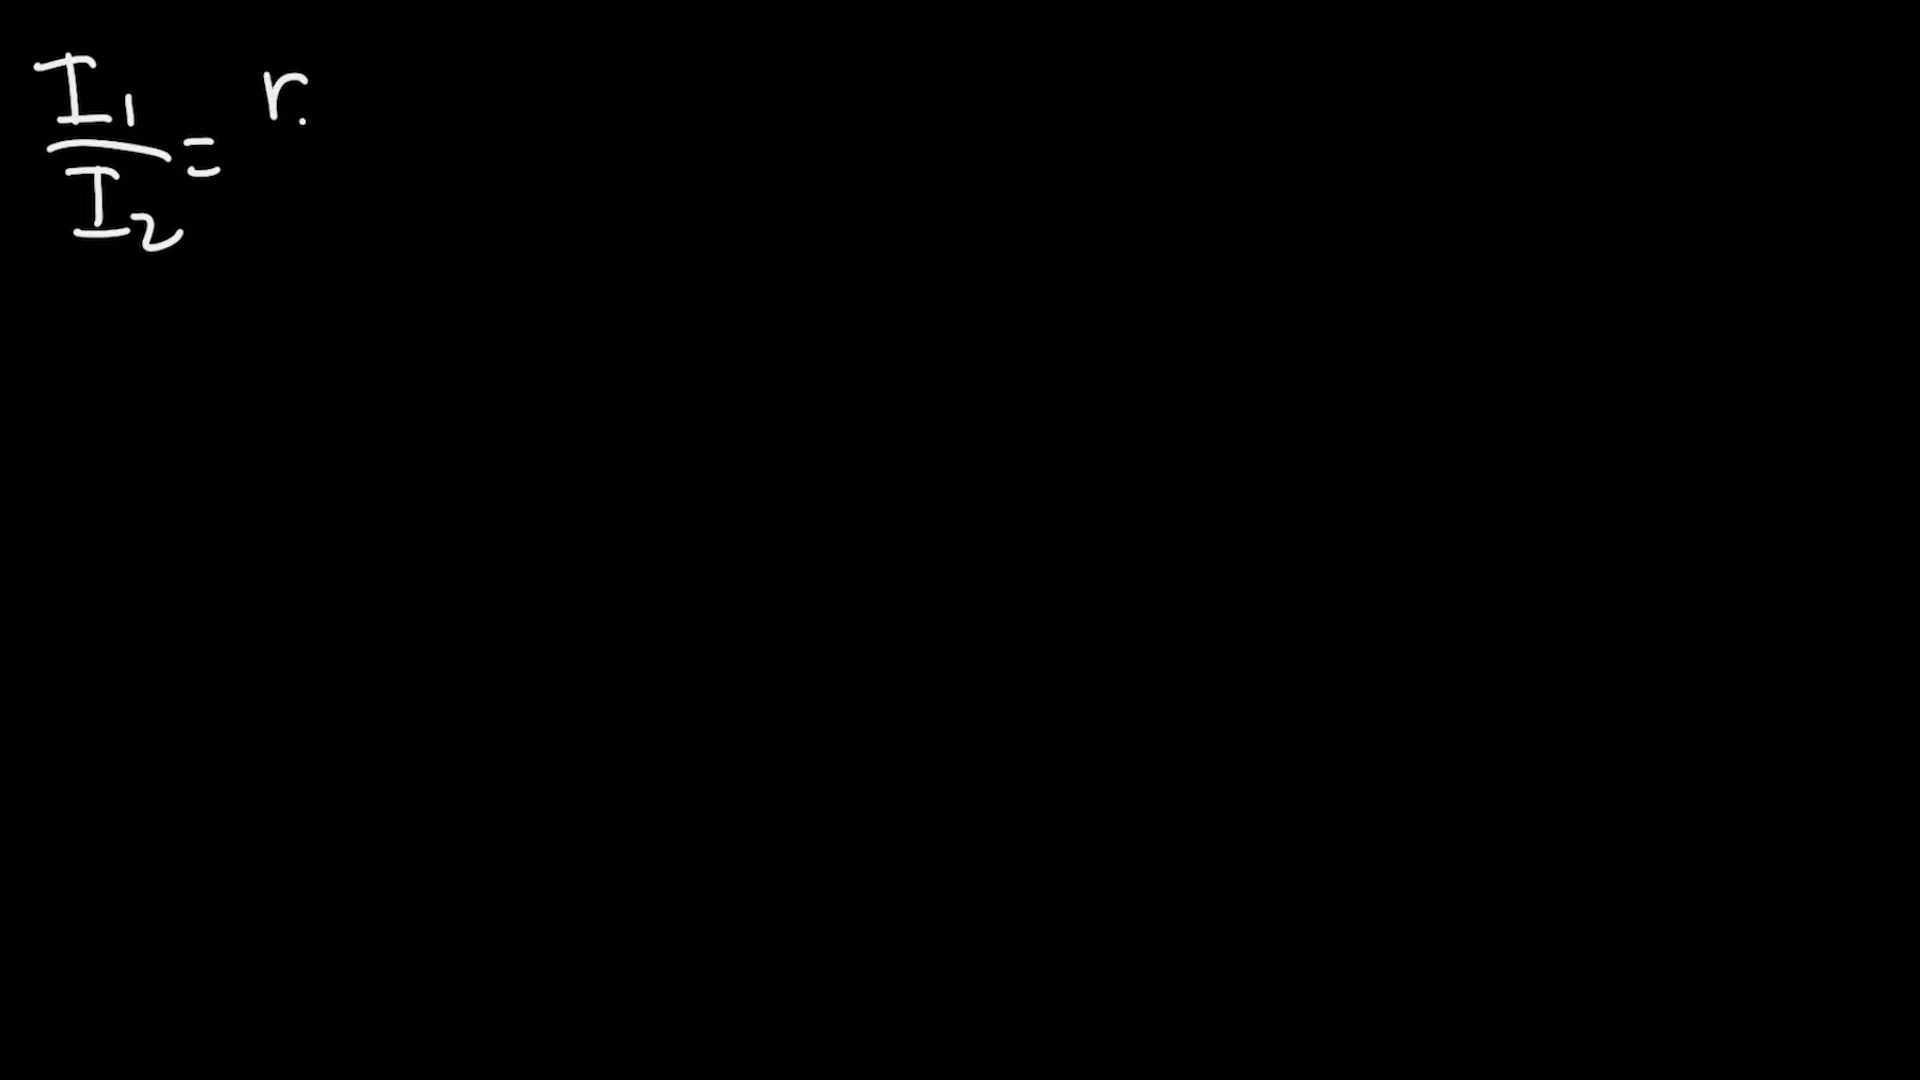 I₁/I₂ = r.